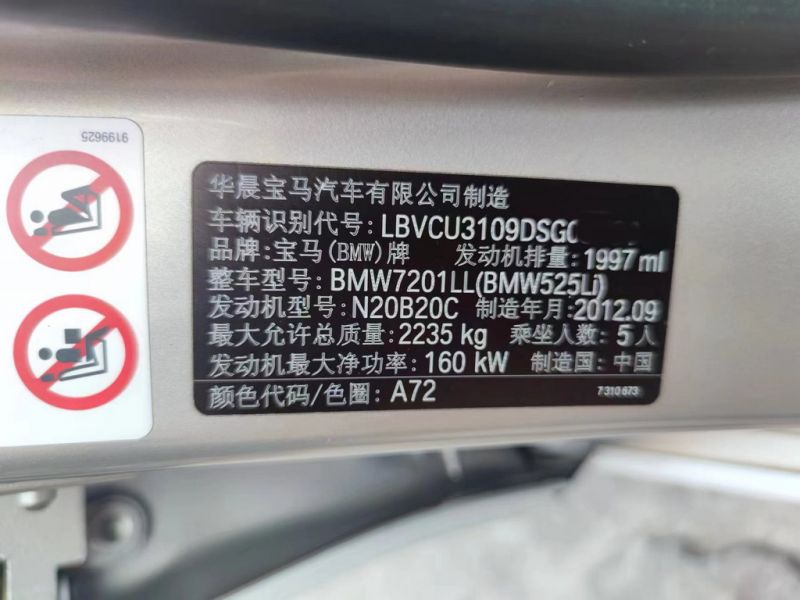 9199625
华晨宝马汽车有限公司制造
车辆识别代号: LBVCU3109DSG
品牌: 宝马(BMW)牌 发动机排量: 1997 ml
整车型号: BMW7201LL(BMW525Li)
发动机型号: N20B20C 制造年月: 2012.09
最大允许总质量: 2235 kg 乘坐人数: 5 人
发动机最大净功率: 160 kW 制造国: 中国
颜色代码/色圈: A72 7310673